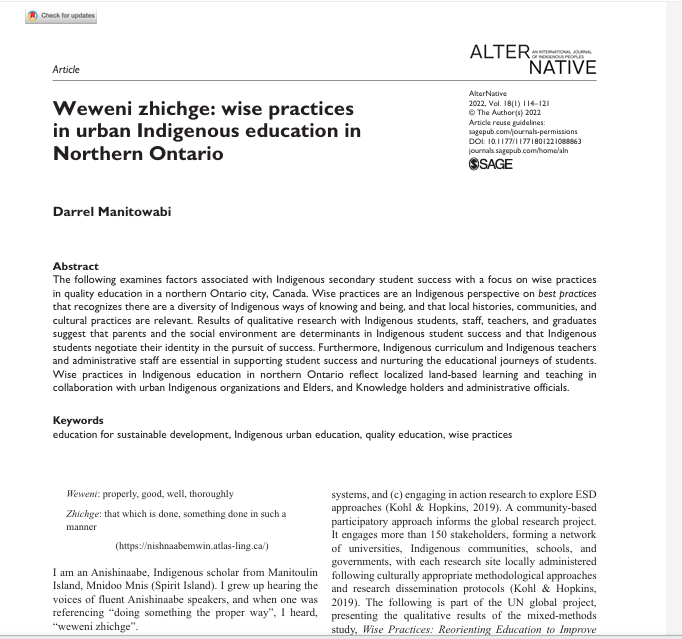 Check for updates
Article
ALTER AN INTERNATIONAL JOURNAL OF INDIGENOUS PEOPLES
NATIVE
AlterNative
2022, Vol. 18(1) 114–121
© The Author(s) 2022
Article reuse guidelines:
sagepub.com/journals-permissions
DOI: 10.1177/11771801221088863
journals.sagepub.com/home/aln
SAGE
Weweni zhichge: wise practices
in urban Indigenous education in
Northern Ontario
Darrel Manitowabi
Abstract
The following examines factors associated with Indigenous secondary student success with a focus on wise practices
in quality education in a northern Ontario city, Canada. Wise practices are an Indigenous perspective on best practices
that recognizes there are a diversity of Indigenous ways of knowing and being, and that local histories, communities, and
cultural practices are relevant. Results of qualitative research with Indigenous students, staff, teachers, and graduates
suggest that parents and the social environment are determinants in Indigenous student success and that Indigenous
students negotiate their identity in the pursuit of success. Furthermore, Indigenous curriculum and Indigenous teachers
and administrative staff are essential in supporting student success and nurturing the educational journeys of students.
Wise practices in Indigenous education in northern Ontario reflect localized land-based learning and teaching in
collaboration with urban Indigenous organizations and Elders, and Knowledge holders and administrative officials.
Keywords
education for sustainable development, Indigenous urban education, quality education, wise practices
Weweni: properly, good, well, thoroughly
Zhichge: that which is done, something done in such a
manner
(https://nishnaabemwin.atlas-ling.ca/)
I am an Anishinaabe, Indigenous scholar from Manitoulin
Island, Mnidoo Mnis (Spirit Island). I grew up hearing the
voices of fluent Anishinaabe speakers, and when one was
referencing “doing something the proper way”, I heard,
“weweni zhichge”.
systems, and (c) engaging in action research to explore ESD
approaches (Kohl & Hopkins, 2019). A community-based
participatory approach informs the global research project.
It engages more than 150 stakeholders, forming a network
of universities, Indigenous communities, schools, and
governments, with each research site locally administered
following culturally appropriate methodological approaches
and research dissemination protocols (Kohl & Hopkins,
2019). The following is part of the UN global project,
presenting the qualitative results of the mixed-methods
study, Wise Practices: Reorienting Education to Improve